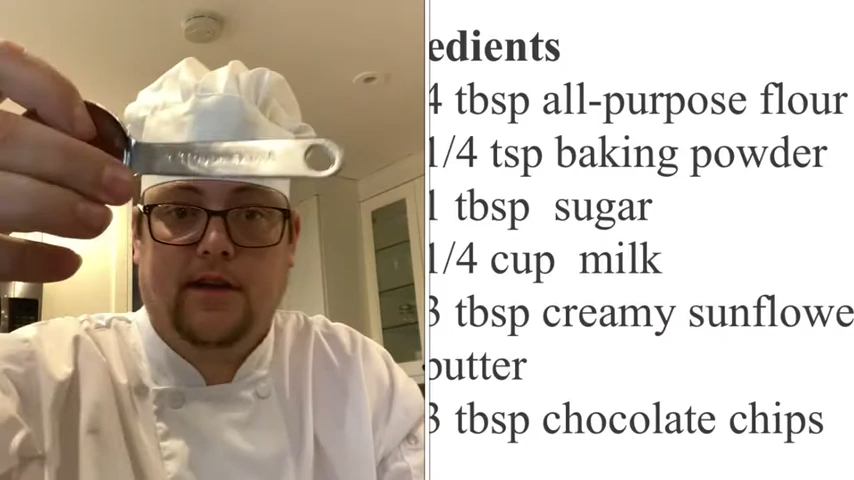 edients
4 tbsp all-purpose flour
1/4 tsp baking powder
1 tbsp  sugar
1/4 cup  milk
3 tbsp creamy sunflowe
butter
3 tbsp chocolate chips